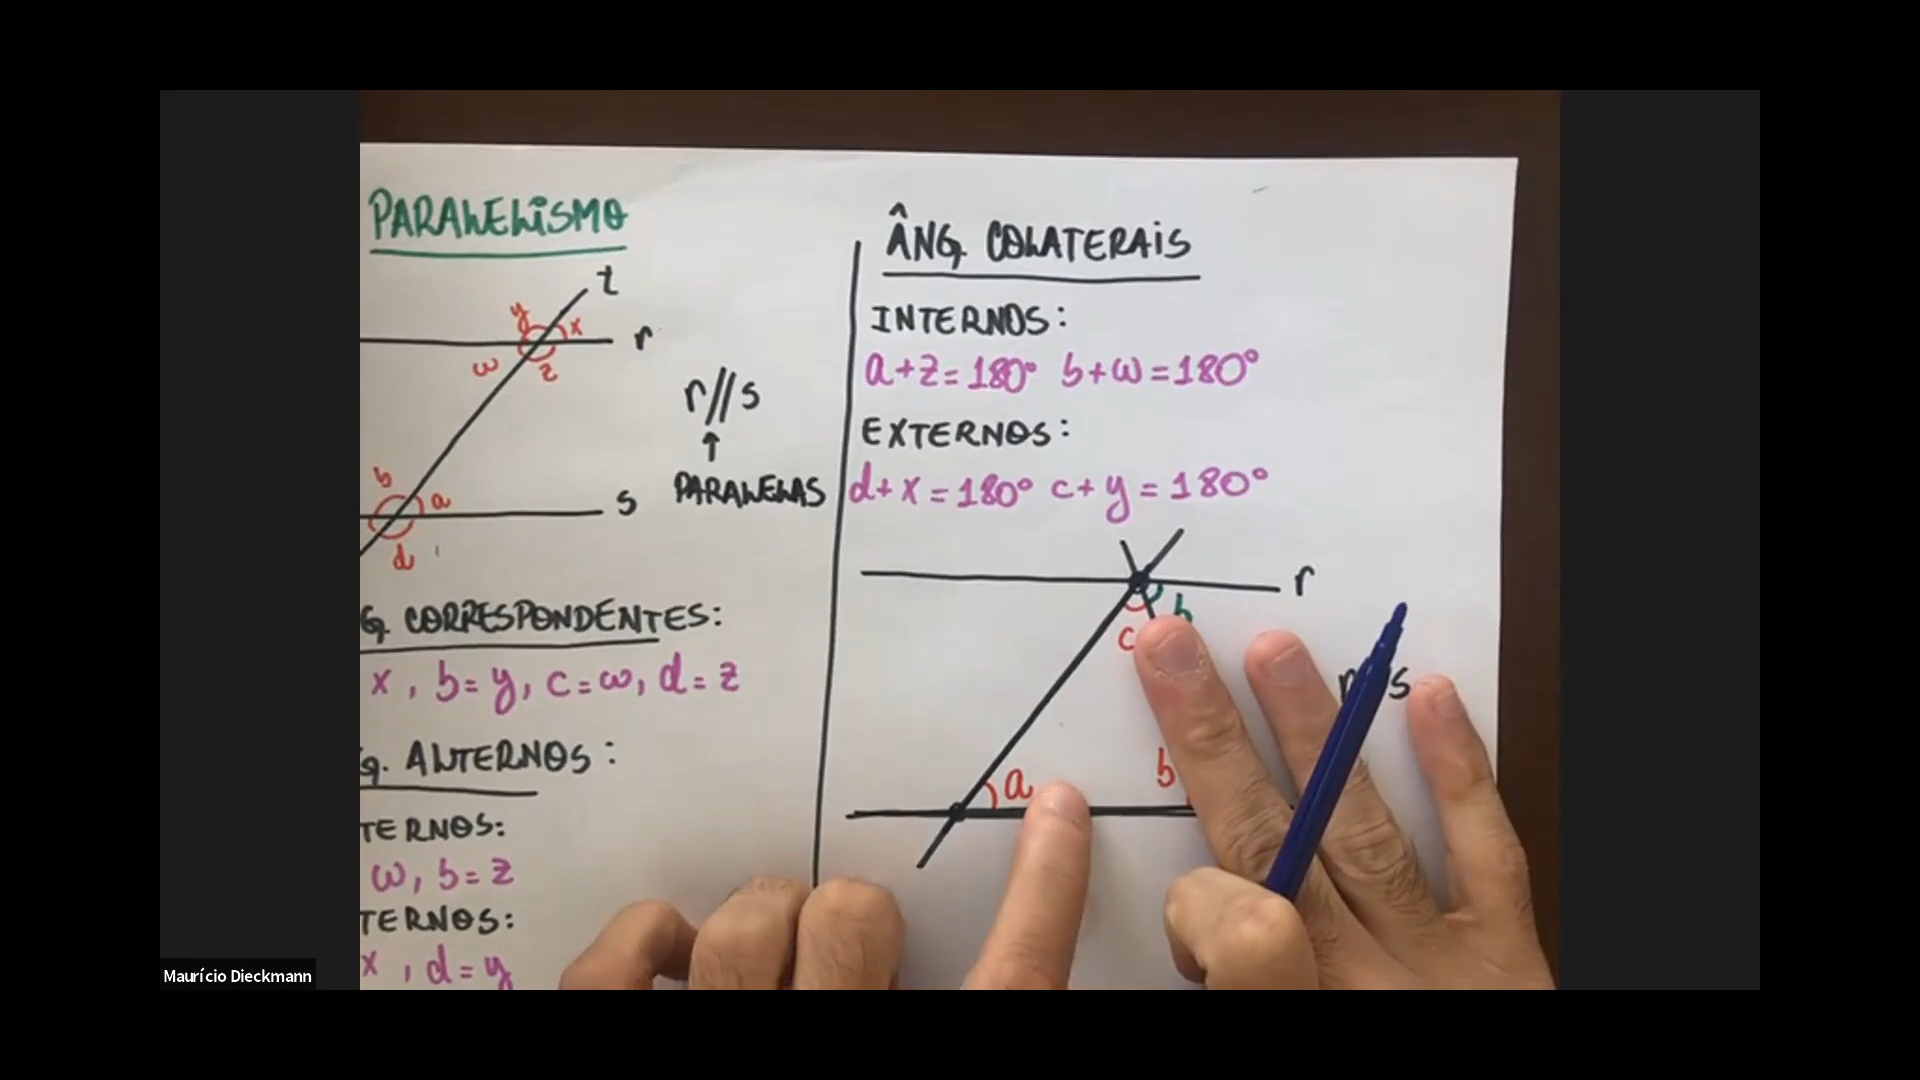 PARALELISMO
t
y
x
r
w
z
r//s
PARALELAS
b
a
s
d
G. CORRESPONDENTES:
x, b=y, c=w, d=z
G. ALTERNOS:
TERNOS:
w, b=z
TERNOS:
x, d=y
ÂNG. COLATERAIS
INTERNOS:
a+z=180° b+w=180°
EXTERNOS:
d+x=180° c+y=180°
r
b
c
s
a
b
Maurício Dieckmann